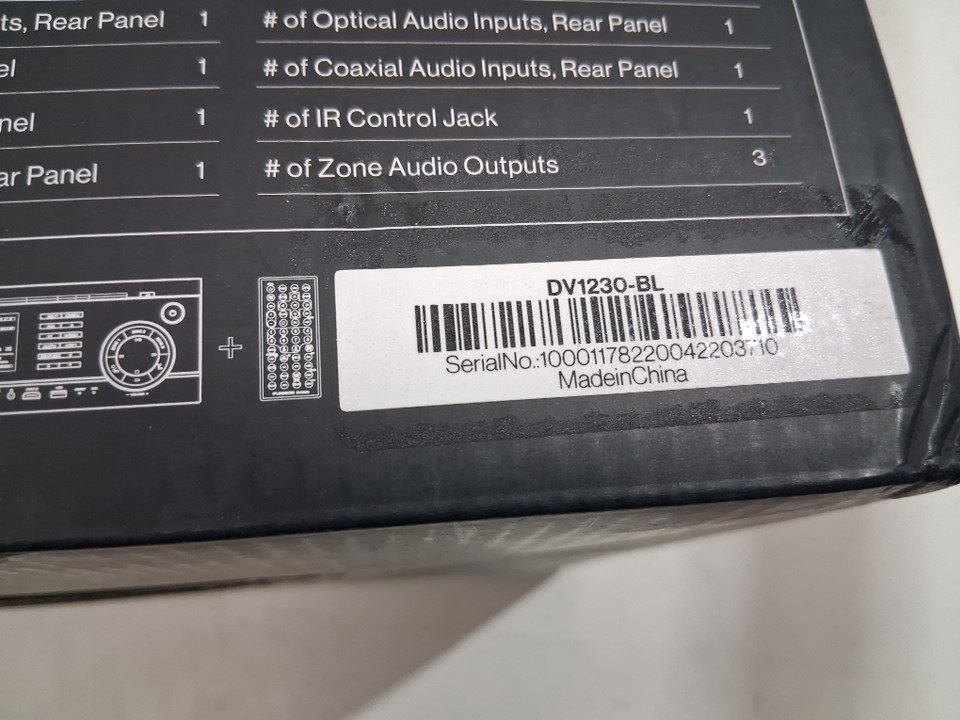 ts, Rear Panel 1
# of Optical Audio Inputs, Rear Panel 1
el 1
# of Coaxial Audio Inputs, Rear Panel 1
nel 1
# of IR Control Jack 1
ar Panel 1
# of Zone Audio Outputs 3
DV1230-BL
SerialNo.:10001178220042203710
MadeinChina